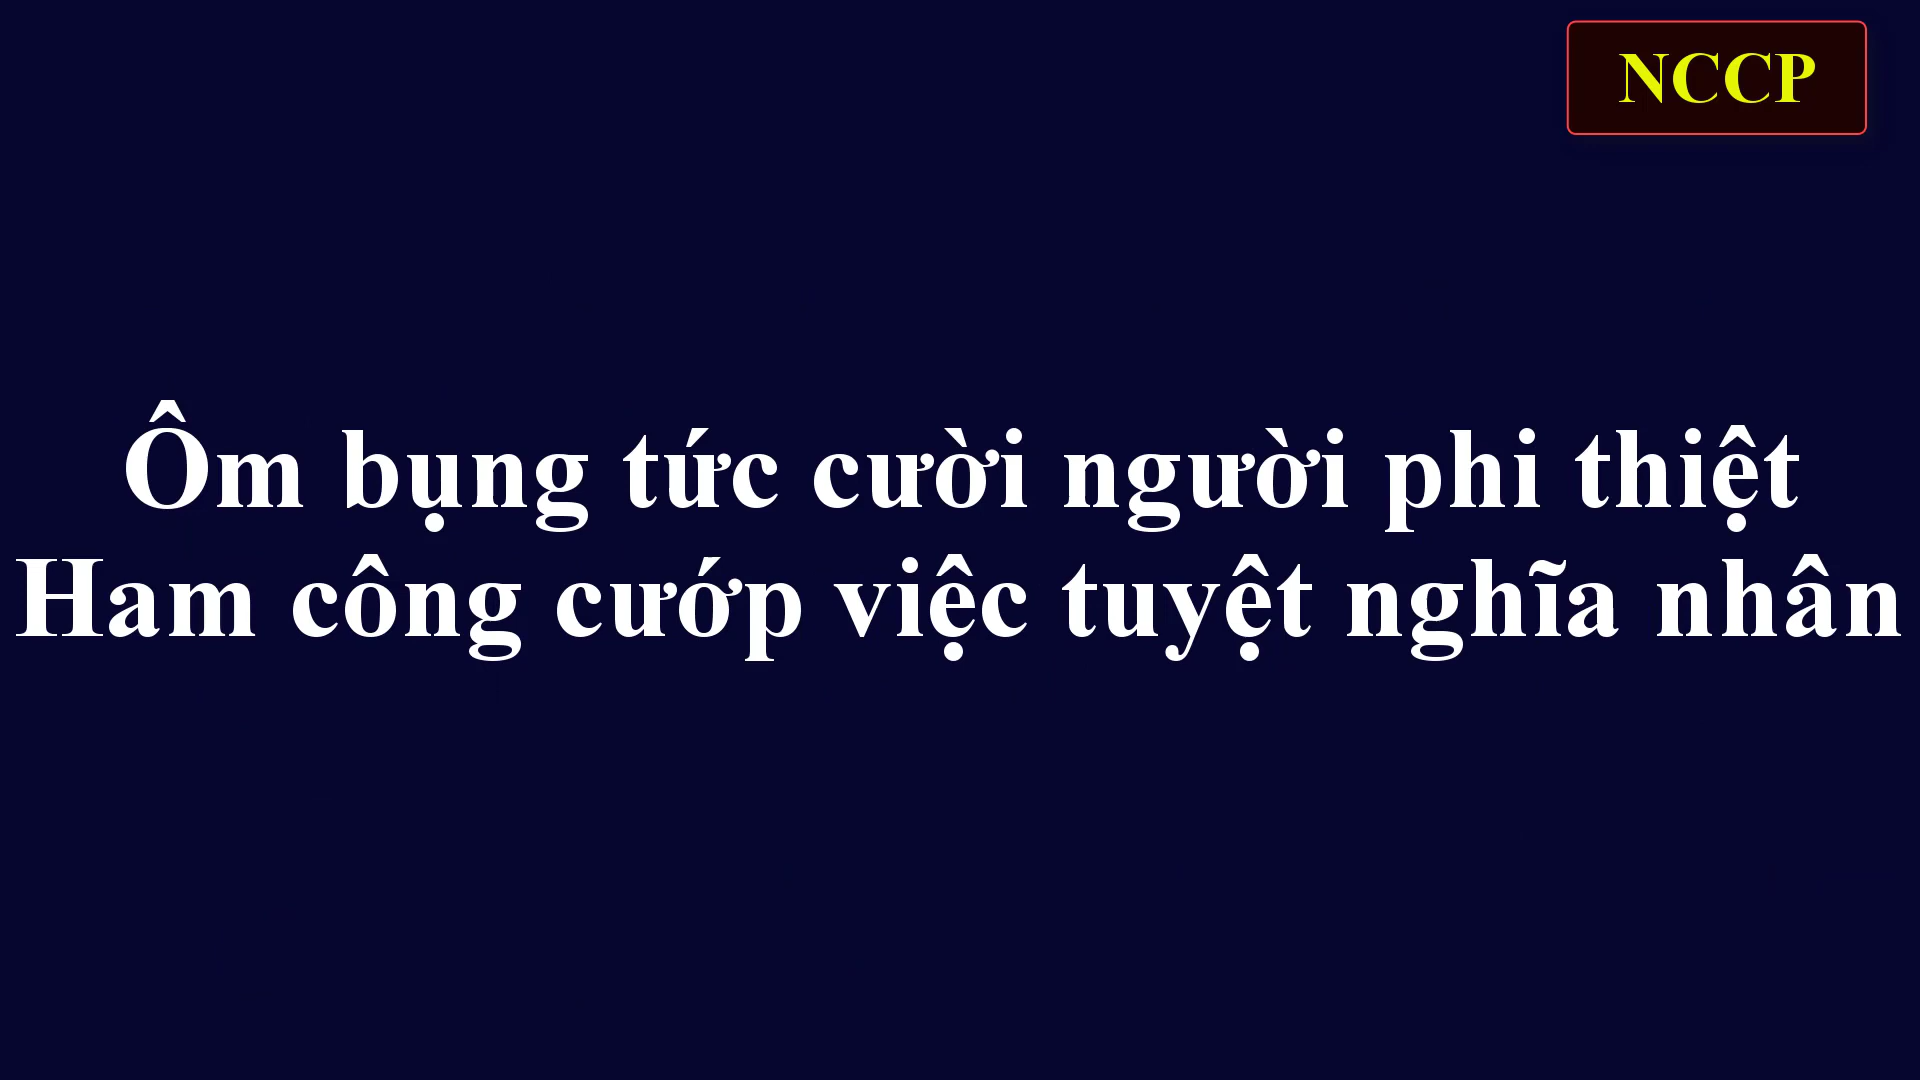 NCCP
Ôm bụng tức cười người phi thiệt
Ham công cướp việc tuyệt nghĩa nhân